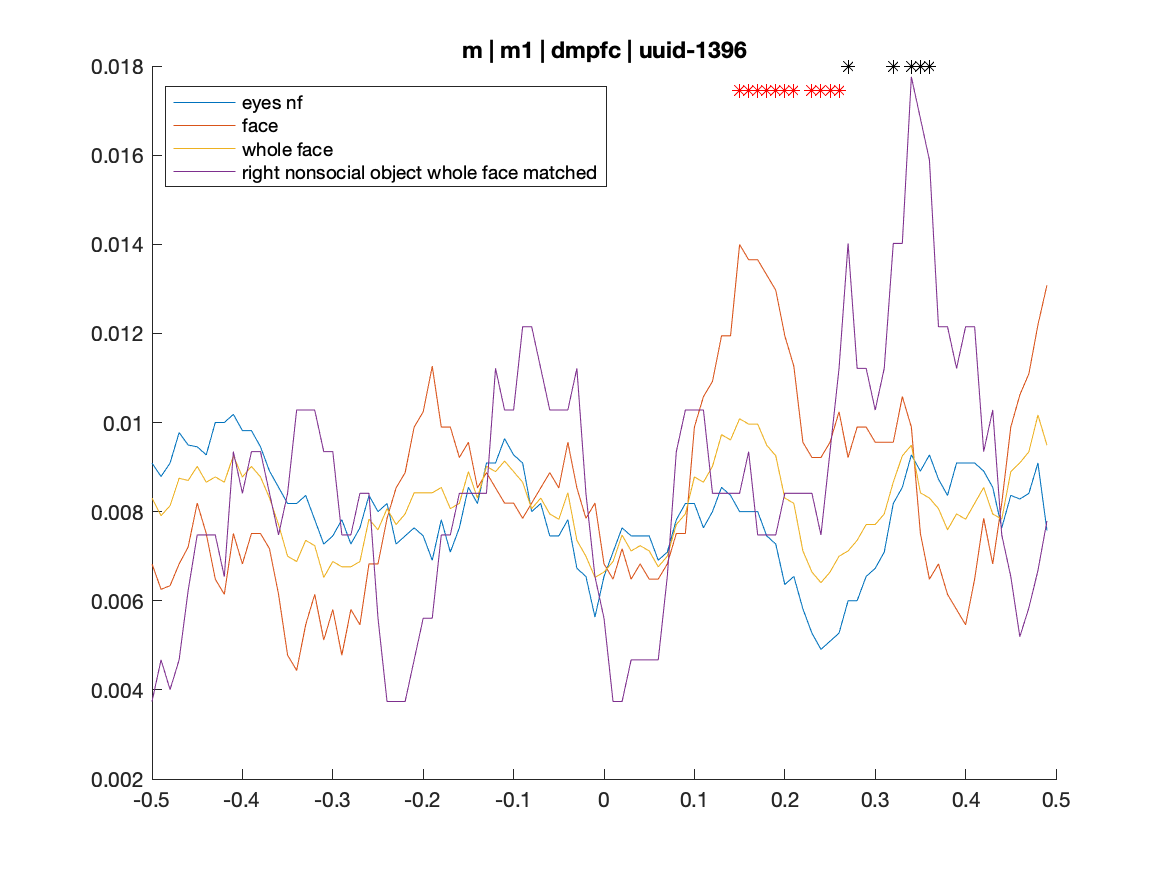 m | m1 | dmpfc | uuid-1396
0.018
0.016
0.014
0.012
0.01
0.008
0.006
0.004
0.002
eyes nf
face
whole face
right nonsocial object whole face matched
-0.5 -0.4 -0.3 -0.2 -0.1 0 0.1 0.2 0.3 0.4 0.5